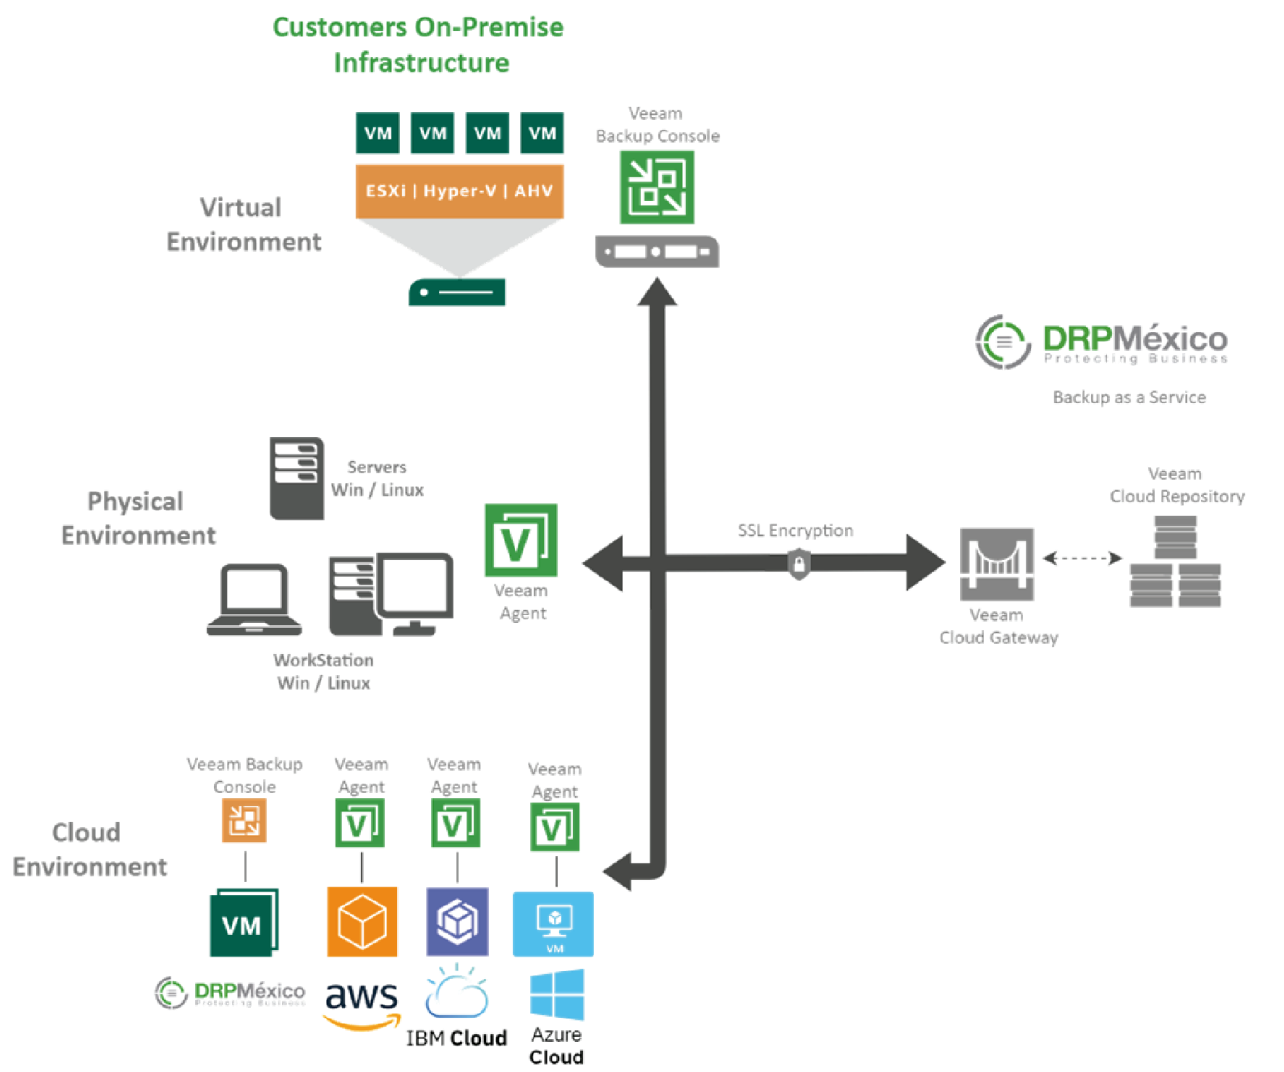 Customers On-Premise
Infrastructure
VM VM VM VM
ESXi | Hyper-V | AHV
Veeam
Backup Console
Virtual
Environment
DRPMéxico
Protecting Business
Backup as a Service
Servers
Win / Linux
Physical
Environment
V
Veeam
Agent
WorkStation
Win / Linux
SSL Encryption
Veeam
Cloud Gateway
Veeam
Cloud Repository
Cloud
Environment
Veeam Backup
Console
Veeam
Agent
V
Veeam
Agent
V
Veeam
Agent
V
VM
VM
DRPMéxico
Protecting Business
aws
IBM Cloud
Azure
Cloud